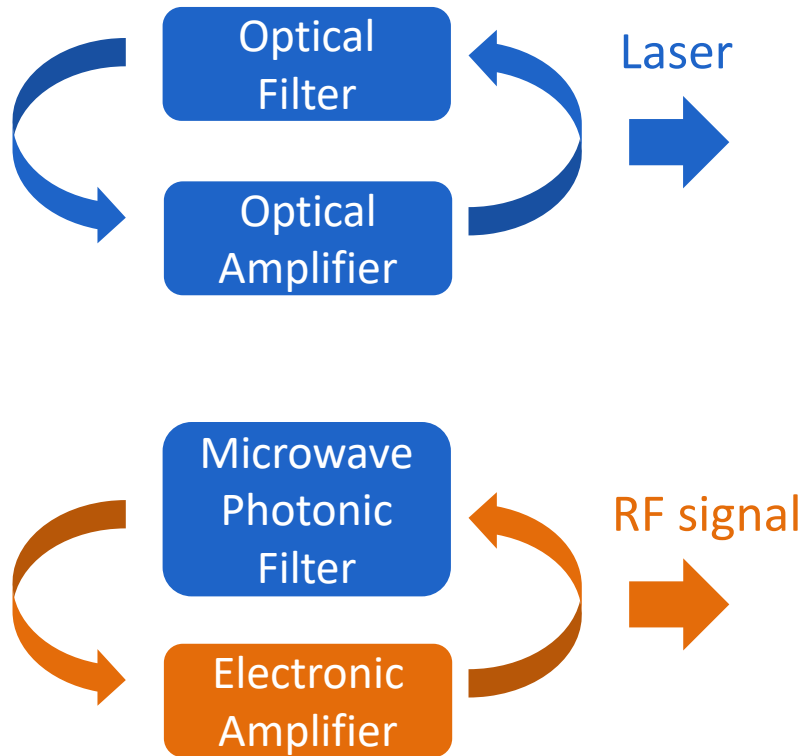 Optical
Filter
Laser
Optical
Amplifier
Microwave
Photonic
Filter
RF signal
Electronic
Amplifier